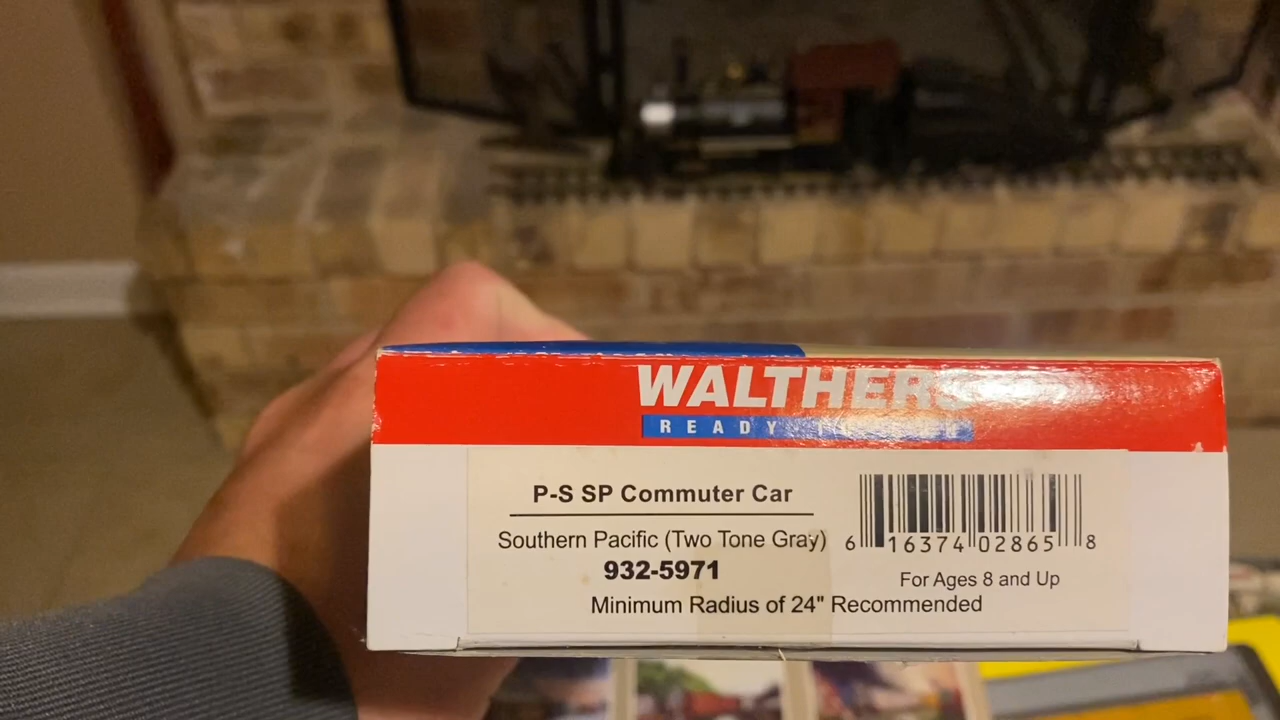 WALTHERS
READY
P-S SP Commuter Car
Southern Pacific (Two Tone Gray)
932-5971
6 16374 02865 8
For Ages 8 and Up
Minimum Radius of 24" Recommended